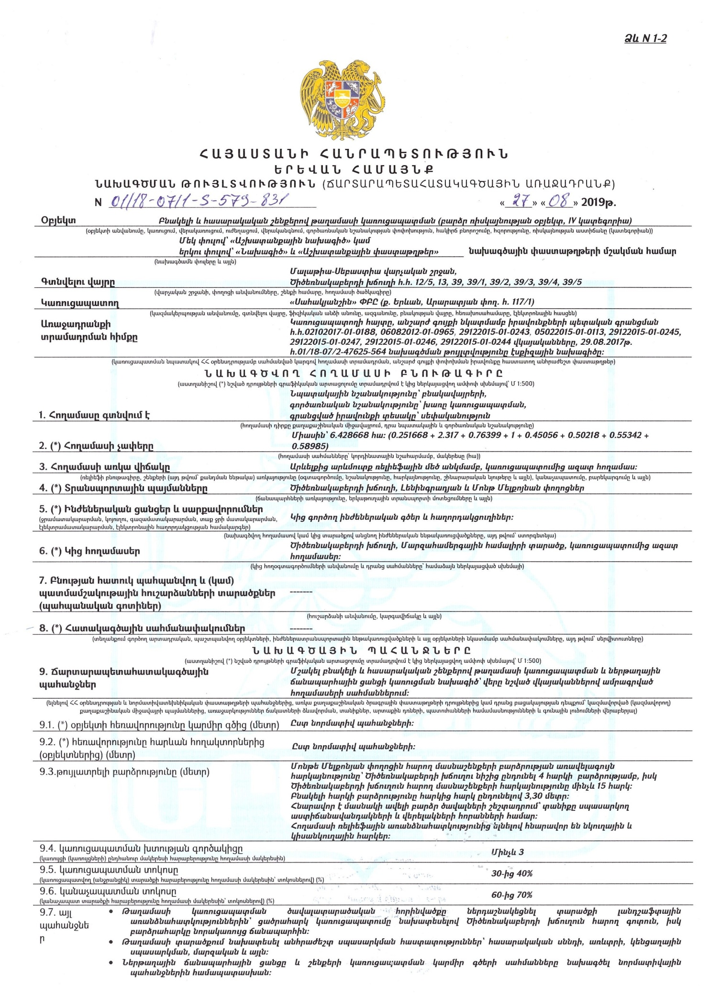 Ձև N 1-2
ՀԱՅԱՍՏԱՆԻ ՀԱՆՐԱՊԵՏՈՒԹՅՈՒՆ
ԵՐԵՎԱՆ ՀԱՄԱՅՆՔ
ՆԱԽԱԳԾՄԱՆ ԹՈՒՅԼՏՎՈՒԹՅՈՒՆ (ՃԱՐՏԱՐԱՊԵՏԱՀԱՏԱԿԱԳԾԱՅԻՆ ԱՌԱՋԱԴՐԱՆՔ)
N 01/18-07/1-S-579-831 «27» «08» 2019թ.
Օբյեկտ Բնակելի և հասարակական շենքերով թաղամասի կառուցապատման (բարձր ռիսկայնության օբյեկտ, IV կատեգորիա)
(օբյեկտի անվանումը, կառուցում, վերակառուցում, ուժեղացում, վերականգնում, գործառնական նշանակության փոփոխություն, հակիրճ բնորոշումը, հզորությունը, ռիսկայնության աստիճանը (կատեգորիան))
Մեկ փուլով՝ «Աշխատանքային նախագիծ» կամ
երկու փուլով՝ «Նախագիծ» և «Աշխատանքային փաստաթղթեր» նախագծային փաստաթղթերի մշակման համար
(նախագծամն փուլերը և այլն)
Մալաթիա-Սեբաստիա վարչական շրջան,
Գտնվելու վայրը Ծիծեռնակաբերդի խճուղի հ.հ. 12/5, 13, 39, 39/1, 39/2, 39/3, 39/4, 39/5
(վարչական շրջանի, փողոցի անվանումները, շենքի համարը, հողամասի ծածկագիրը)
Կառուցապատող «Սահակյանշին» ՓԲԸ (ք. Երևան, Արարատյան փող. հ. 117/1)
(կազմակերպության անվանումը, գտնվելու վայրը, ֆիզիկական անձի անունը, ազգանունը, բնակության վայրը, հեռախոսահամարը, էլեկտրոնային հասցեն)
Առաջադրանքի Կառուցապատողի հայտը, անշարժ գույքի նկատմամբ իրավունքների պետական գրանցման
տրամադրման հիմքը հ.հ.02102017-01-0188, 06082012-01-0965, 29122015-01-0243, 05022015-01-0113, 29122015-01-0245,
29122015-01-0247, 29122015-01-0246, 29122015-01-0244 վկայականները, 29.08.2017թ.
հ.01/18-07/2-47625-564 նախագծման թույլտվությունը էսքիզային նախագիծը:
(կառուցապատման նպատակով ՀՀ օրենսդրությամբ սահմանված կարգով հողամասի տրամադրման, անշարժ գույքի փոփոխման իրավունքը հաստատող անհրաժեշտ փաստաթղթեր)
ՆԱԽԱԳԾՎՈՂ ՀՈՂԱՄԱՍԻ ԲՆՈՒԹԱԳԻՐԸ
(աստղանիշով (*) նշված դրույթների գրաֆիկական արտացոլումը տրամադրվում է կից ներկայացվող ամփոփ սխեմայով՝ Մ 1:500)
Նպատակային նշանակությունը՝ բնակավայրերի,
գործառնական նշանակությունը՝ խառը կառուցապատման,
1. Հողամասը գտնվում է գրանցված իրավունքի տեսակը՝ սեփականություն
(հողամասի դիրքը քաղաքաշինական միջավայրում, դրա նպատակային և գործառնական նշանակությունը)
Միասին՝ 6.428668 հա: (0.251668 + 2.317 + 0.76399 + 1 + 0.45056 + 0.50218 + 0.55342 +
2. (*) Հողամասի չափերը 0.58985)
(հողամասի սահմանները՝ կորդինատային նշահարմամբ, մակերեսը (հա))
3. Հողամասի առկա վիճակը Արևելքից արևմուտք ռելիեֆային մեծ անկմամբ, կառուցապատումից ազատ հողամաս:
(ռելիեֆի բնութագիրը, շենքերի (այդ թվում՝ քանդման ենթակա) առկայությունը (օգտագործումը, նշանակությունը, հարկայնությունը, շինարարական նյութերը և այլն), կանաչապատումը, բարեկարգումը և այլն)
4. (*) Տրանսպորտային պայմանները Ծիծեռնակաբերդի խճուղի, Լենինգրադյան և Մոնթ Մելքոյնան փողոցներ
(ճանապարհների առկայությունը, երկաթուղային տրանսպորտի մոտեցումները և այլն)
5. (*) Ինժեներական ցանցեր և սարքավորումներ
(ջրամատակարարման, կոյուղու, գազամատակարարման, տաք ջրի մատակարարման, Կից գործող ինժեներական գծեր և հաղորդակցուղիներ:
էլեկտրամատակարարման, էլեկտրոնային հաղորդակցության համակարգեր)
(նախագծվող հողամասով կամ կից տարածքով անցնող ինժեներական ենթակառուցվածքները, այդ թվում՝ ստորգետնյա)
6. (*) Կից հողամասեր Ծիծեռնակաբերդի խճուղի, Մարզահամերգային համալիրի տարածք, կառուցապատումից ազատ
հողամասեր:
(կից հողօգտագործումների անվանումը և դրանց սահմանները՝ համաձայն ներկայացված սխեմայի)
7. Բնության հատուկ պահպանվող և (կամ)
պատմամշակութային հուշարձանների տարածքներ -------
(պահպանական գոտիներ)
(հուշարձանի անվանումը, կարգավիճակը և այլն)
8. (*) Հատակագծային սահմանափակումներ -------
(տեղանքում գործող արտադրական, պաշտպանվող օբյեկտների, ինժեներատրանսպորտային ենթակառուցվածքների և այլ օբյեկտների նկատմամբ սահմանափակումները, այդ թվում՝ սերվիտուտները)
ՆԱԽԱԳԾԱՅԻՆ ՊԱՀԱՆՋՆԵՐԸ
(աստղանիշով (*) նշված դրույթների գրաֆիկական արտացոլումը տրամադրվում է կից ներկայացվող ամփոփ սխեմայով՝ Մ 1:500)
9. Ճարտարապետահատակագծային Մշակել բնակելի և հասարակական շենքերով թաղամասի կառուցապատման և ներթաղային
պահանջներ ճանապարհային ցանցի կառուցման նախագիծ՝ վերը նշված վկայականներով ամրագրված
հողամասերի սահմաններում:
(ելնելով ՀՀ օրենսդրության և նորմատիվատեխնիկական փաստաթղթերի պահանջներից, առկա քաղաքաշինական ծրագրային փաստաթղթերի դրույթներից կամ դրանց բացակայության դեպքում՝ կազմավորված (կազմավորող)
քաղաքաշինական միջավայրի պայմաններից, առաջարկություններ ճակատների ձևավորման, տանիքներ, արտաքին դռների, պատուհանների համամասնությունների և գունային լուծումների վերաբերյալ)
9.1. (*) օբյեկտի հեռավորությունը կարմիր գծից (մետր) Ըստ նորմատիվ պահանջների:
9.2. (*) հեռավորությունը հարևան հողակտորներից
(օբյեկտներից) (մետր) Ըստ նորմատիվ պահանջների:
9.3.թույլատրելի բարձրությունը (մետր) Մոնթե Մելքոնյան փողոցին հարող մասնաշենքերի բարձրության առավելագույն
հարկայնությունը՝ Ծիծեռնակաբերդի խճուղու նիշից ընդունել 4 հարկի բարձրությամբ, իսկ
Ծիծեռնակաբերդի խճուղուն հարող մասնաշենքերի հարկայնությունը մինչև 15 հարկ:
Բնակելի հարկի բարձրությունը հարկից հարկ ընդունելով 3,30 մետր:
Հնարավոր է մասնակի ավելի բարձր ծավալների շեշտադրում՝ տանիքը սպասարկող
աստիճանավանդակների և վերելակների հորանների համար:
Հողամասի ռելիեֆային առանձնահատկությունից ելնելով հնարավոր են նկուղային և
կիսանկուղային հարկեր:
9.4. կառուցապատման խտության գործակիցը Մինչև 3
(կառույցի (կառույցների) ընդհանուր մակերեսի հարաբերությունը հողամասի մակերեսին)
9.5. կառուցապատման տոկոսը 30-ից 40%
(կառուցապատվող (անջրանցիկ) տարածքի հարաբերությունը հողամասի մակերեսին՝ տոկոսներով) (%)
9.6. կանաչապատման տոկոսը 60-ից 70%
(կանաչապատ տարածքի հարաբերությունը հողամասի մակերեսին՝ տոկոսներով) (%)
9.7. այլ • Թաղամասի կառուցապատման ծավալատարածական հորինվածքը ներդաշնակեցնել տարածքի լանդշաֆտային
պահանջնե առանձնահատկություններին՝ ցածրահարկ կառուցապատումը նախատեսելով Ծիծեռնակաբերդի խճուղուն հարող գոտուն, իսկ
ր բարձրահարկը նորակառույց ճանապարհին:
• Թաղամասի տարածքում նախատեսել անհրաժեշտ սպասարկման հաստատություններ՝ հասարակական սննդի, առևտրի, կենցաղային
սպասարկման, մարզական և այլն:
• Ներթաղային ճանապարհային ցանցը և շենքերի կառուցապատման կարմիր գծերի սահմանները նախագծել նորմատիվային
պահանջներին համապատասխան: